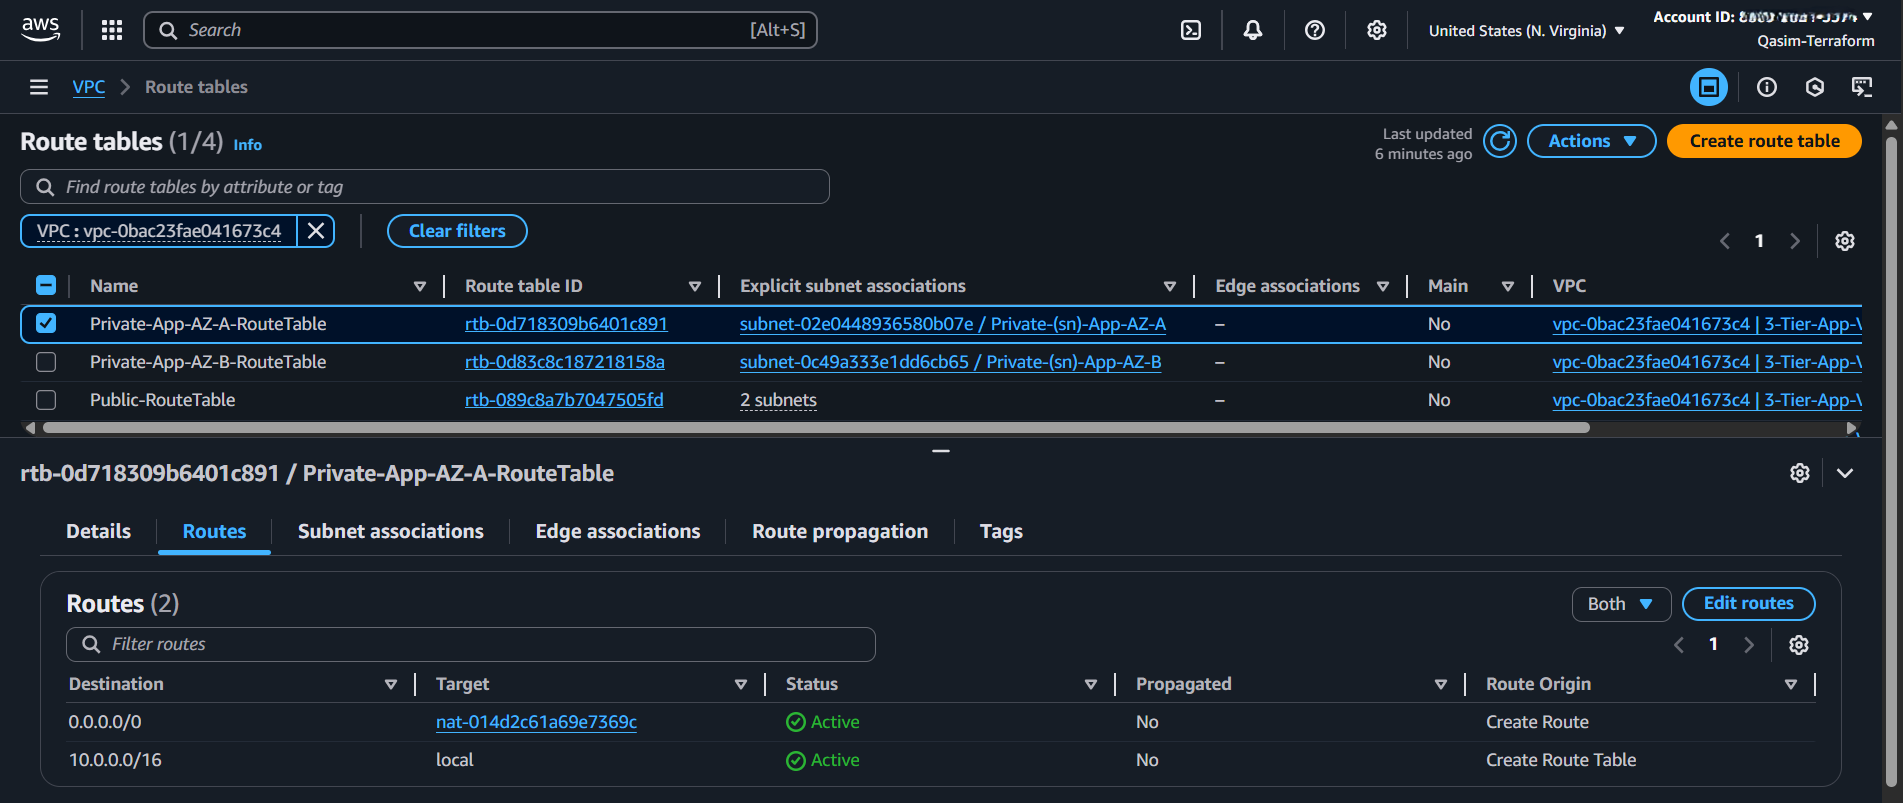 aws
Search [Alt+S]
United States (N. Virginia)
Account ID:
Qasim-Terraform
VPC Route tables
Route tables (1/4) Info
Last updated
6 minutes ago
Actions
Create route table
Find route tables by attribute or tag
VPC : vpc-0bac23fae041673c4
Clear filters
1
Name Route table ID Explicit subnet associations Edge associations Main VPC
Private-App-AZ-A-RouteTable rtb-0d718309b6401c891 subnet-02e0448936580b07e / Private-(sn)-App-AZ-A – No vpc-0bac23fae041673c4 | 3-Tier-App-V
Private-App-AZ-B-RouteTable rtb-0d83c8c187218158a subnet-0c49a333e1dd6cb65 / Private-(sn)-App-AZ-B – No vpc-0bac23fae041673c4 | 3-Tier-App-V
Public-RouteTable rtb-089c8a7b7047505fd 2 subnets – No vpc-0bac23fae041673c4 | 3-Tier-App-V
rtb-0d718309b6401c891 / Private-App-AZ-A-RouteTable
Details Routes Subnet associations Edge associations Route propagation Tags
Routes (2)
Both
Edit routes
Filter routes
1
Destination Target Status Propagated Route Origin
0.0.0.0/0 nat-014d2c61a69e7369c Active No Create Route
10.0.0.0/16 local Active No Create Route Table